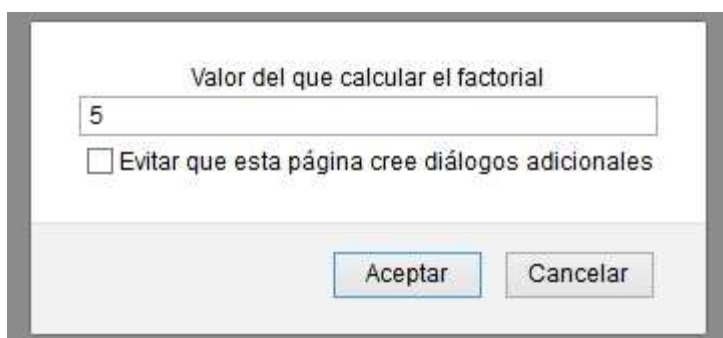 Valor del que calcular el factorial
5
Evitar que esta página cree diálogos adicionales
Aceptar Cancelar